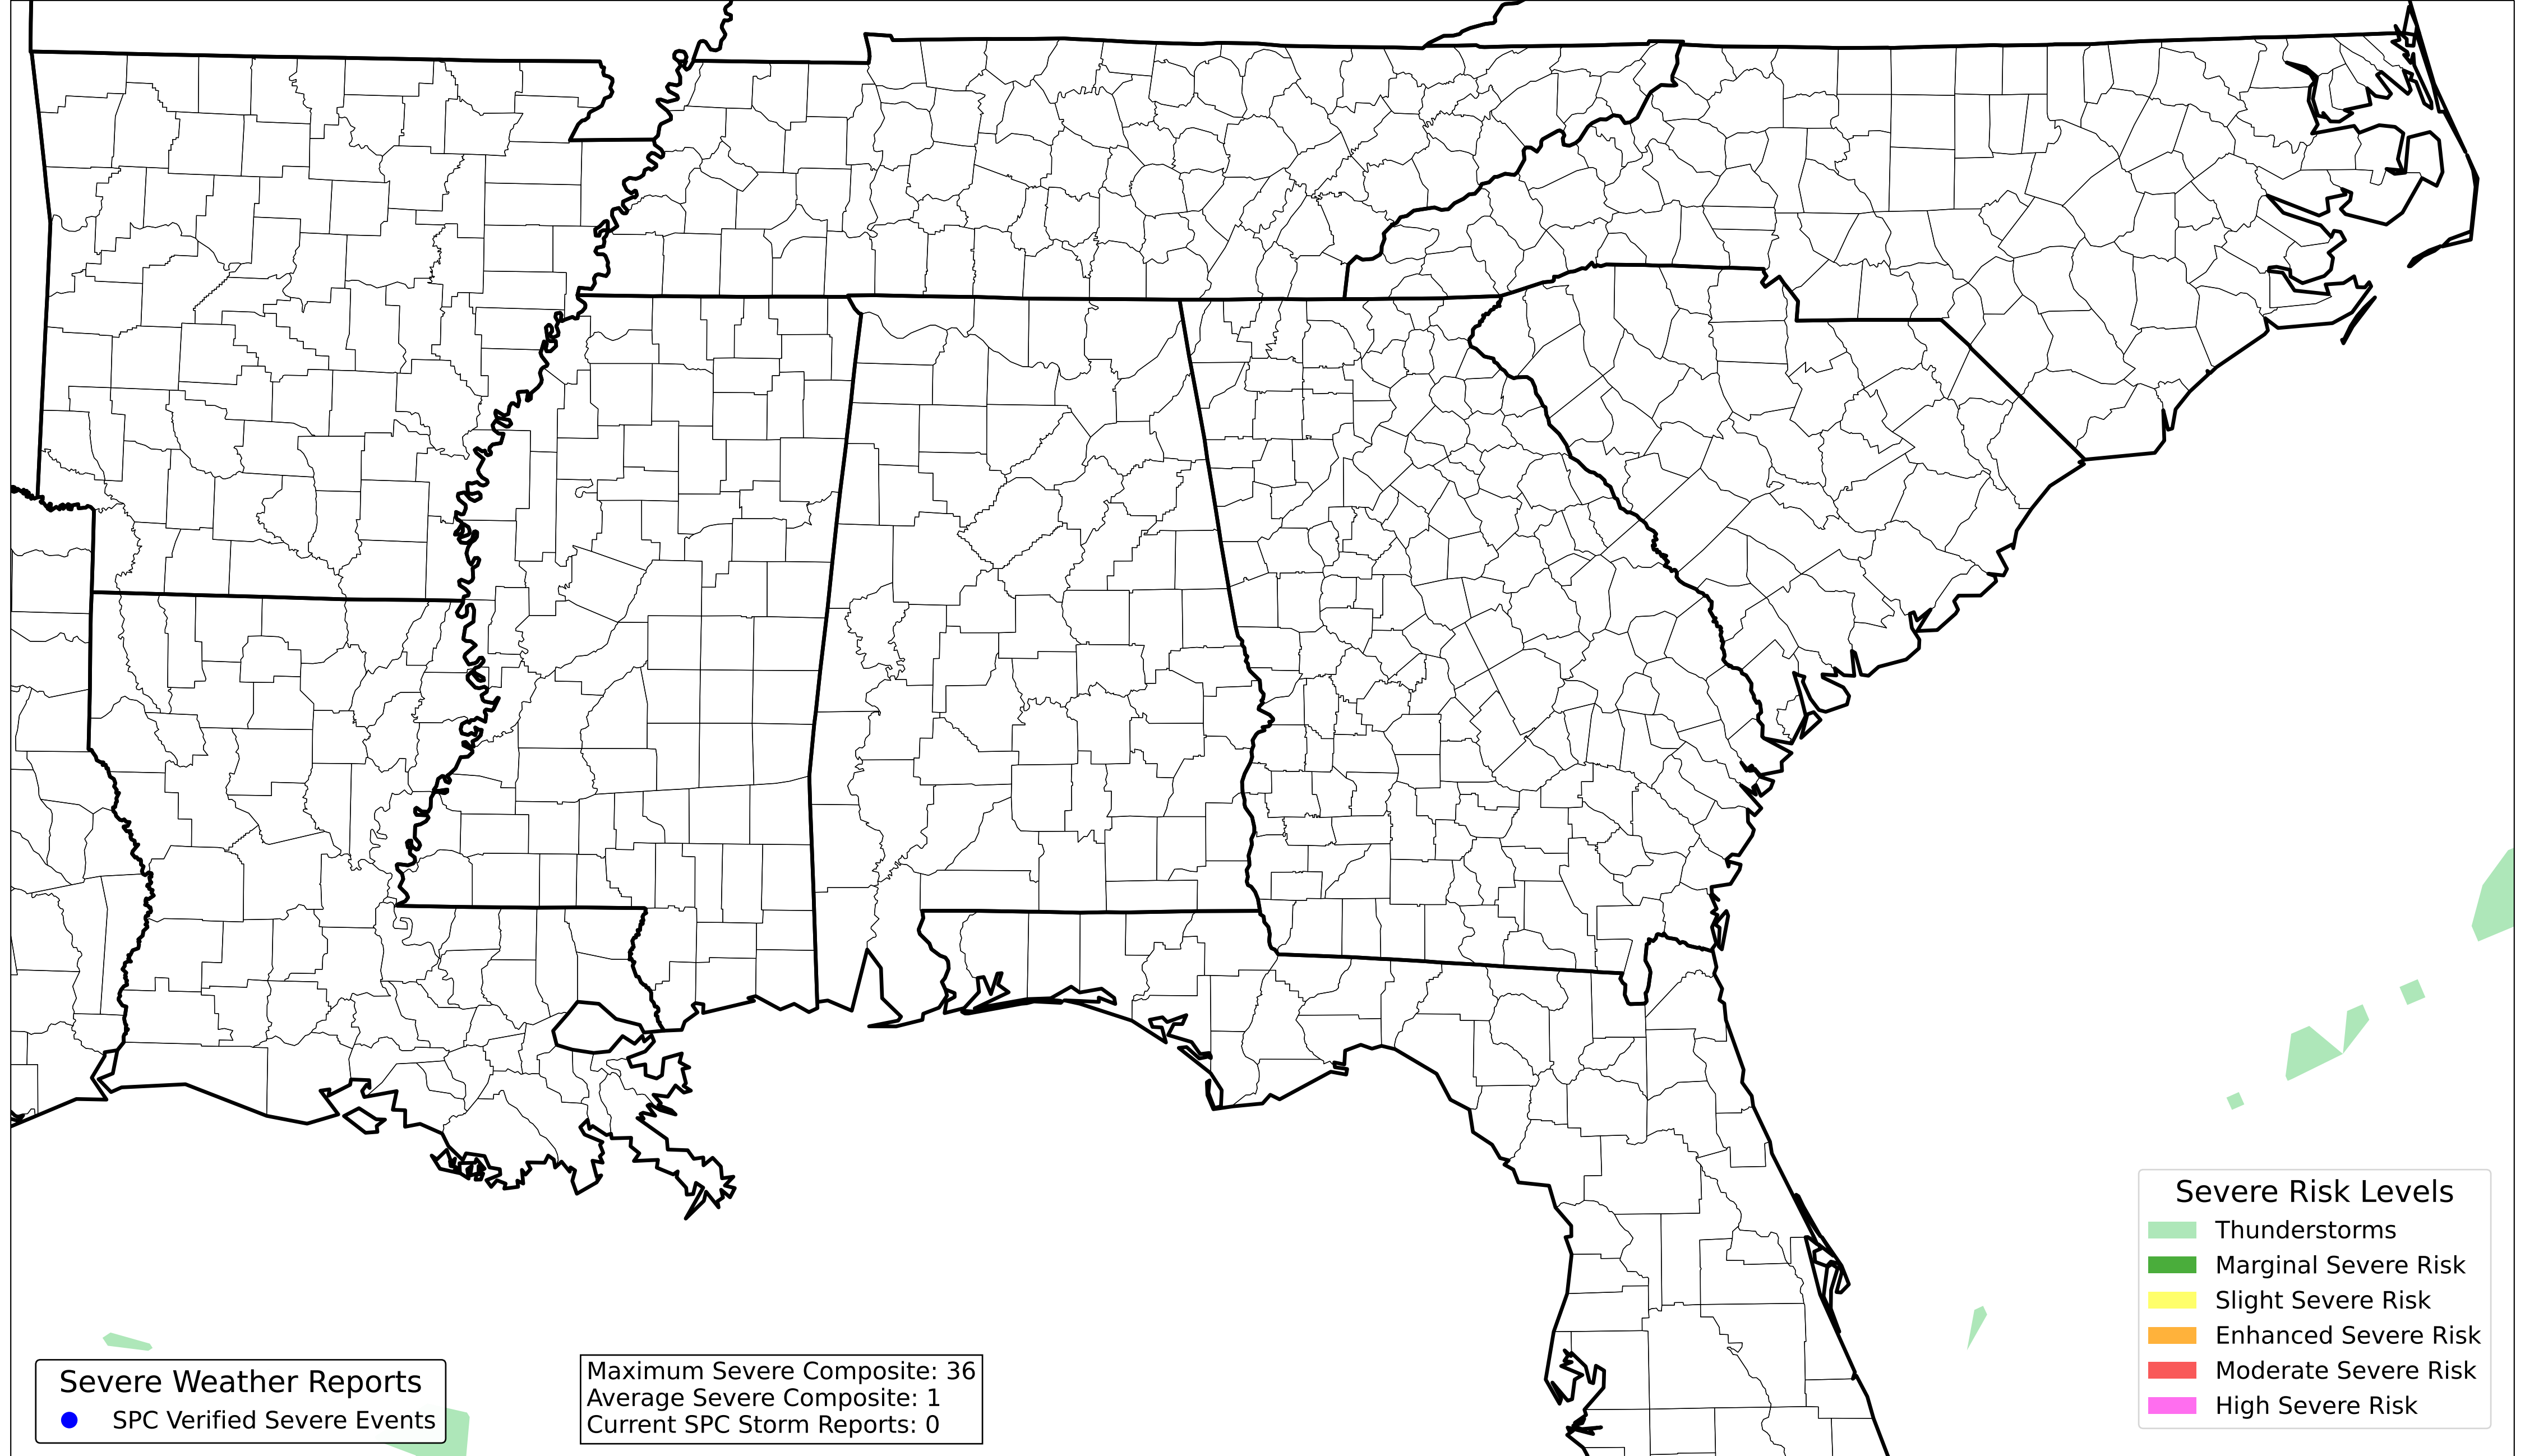 Severe Risk Levels
Thunderstorms
Marginal Severe Risk
Slight Severe Risk
Enhanced Severe Risk
Moderate Severe Risk
High Severe Risk
Severe Weather Reports
SPC Verified Severe Events
Maximum Severe Composite: 36
Average Severe Composite: 1
Current SPC Storm Reports: 0